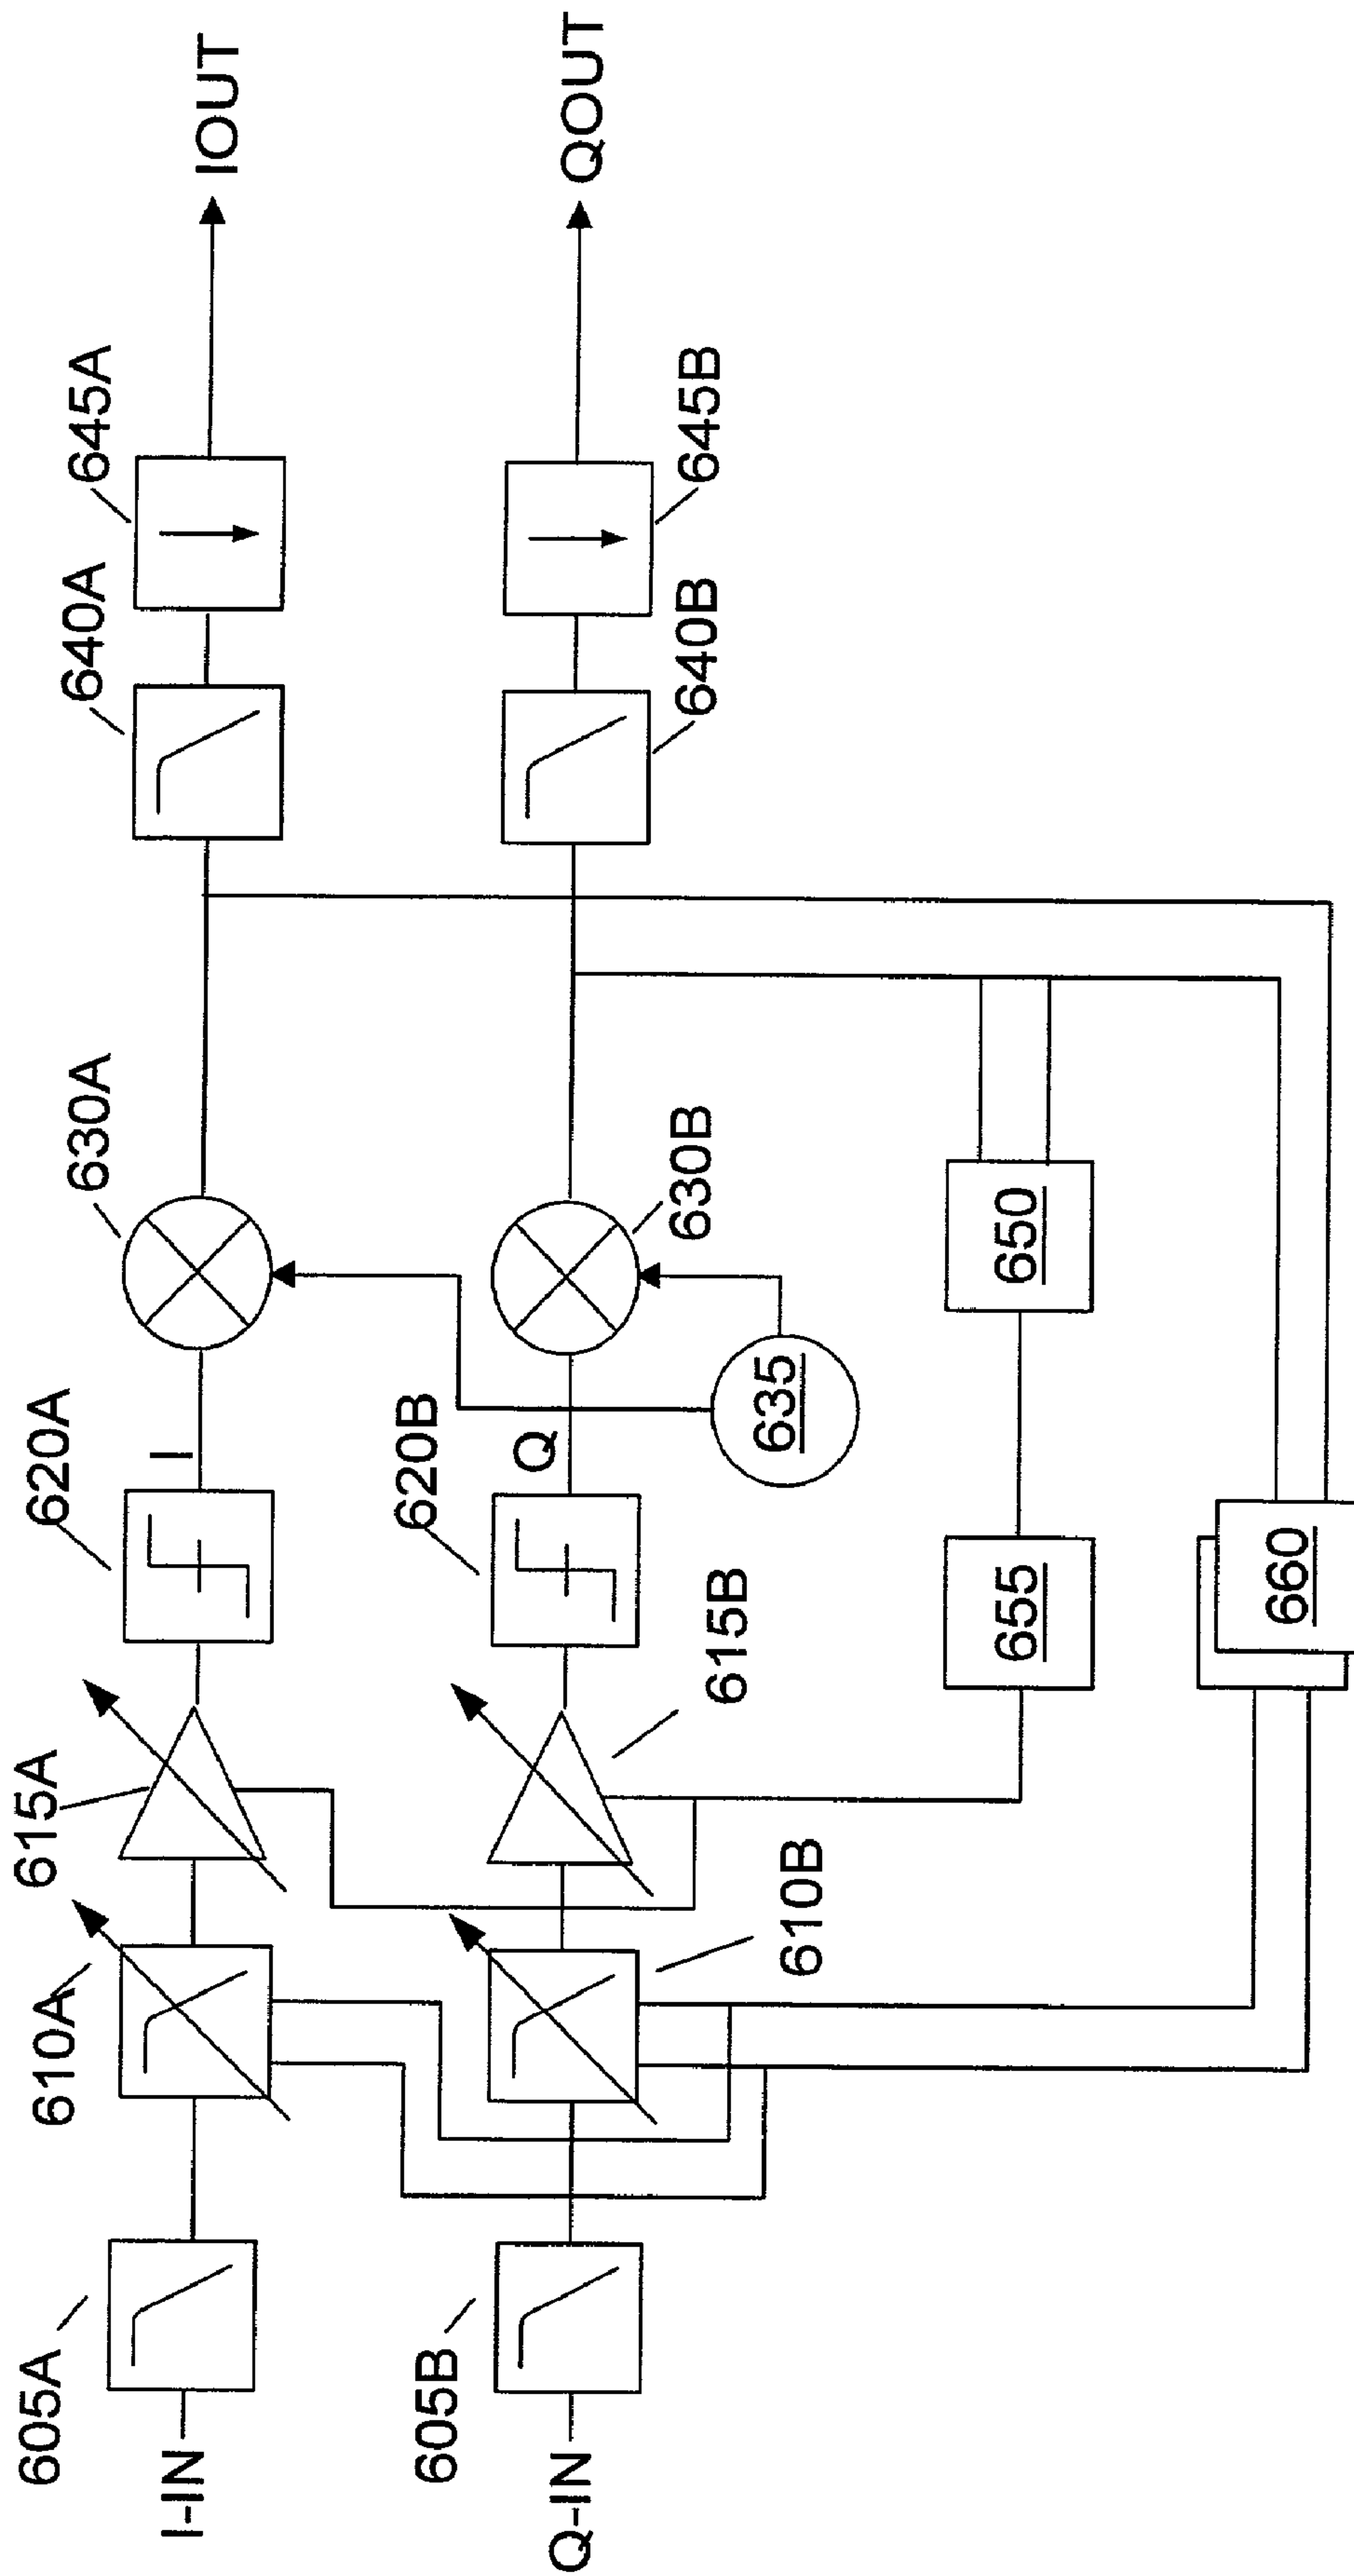 605A
610A
615A
620A
630A
640A
645A
I-IN
I
IOUT
605B
620B
Q-IN
Q
QOUT
610B
615B
630B
640B
645B
635
655
650
660